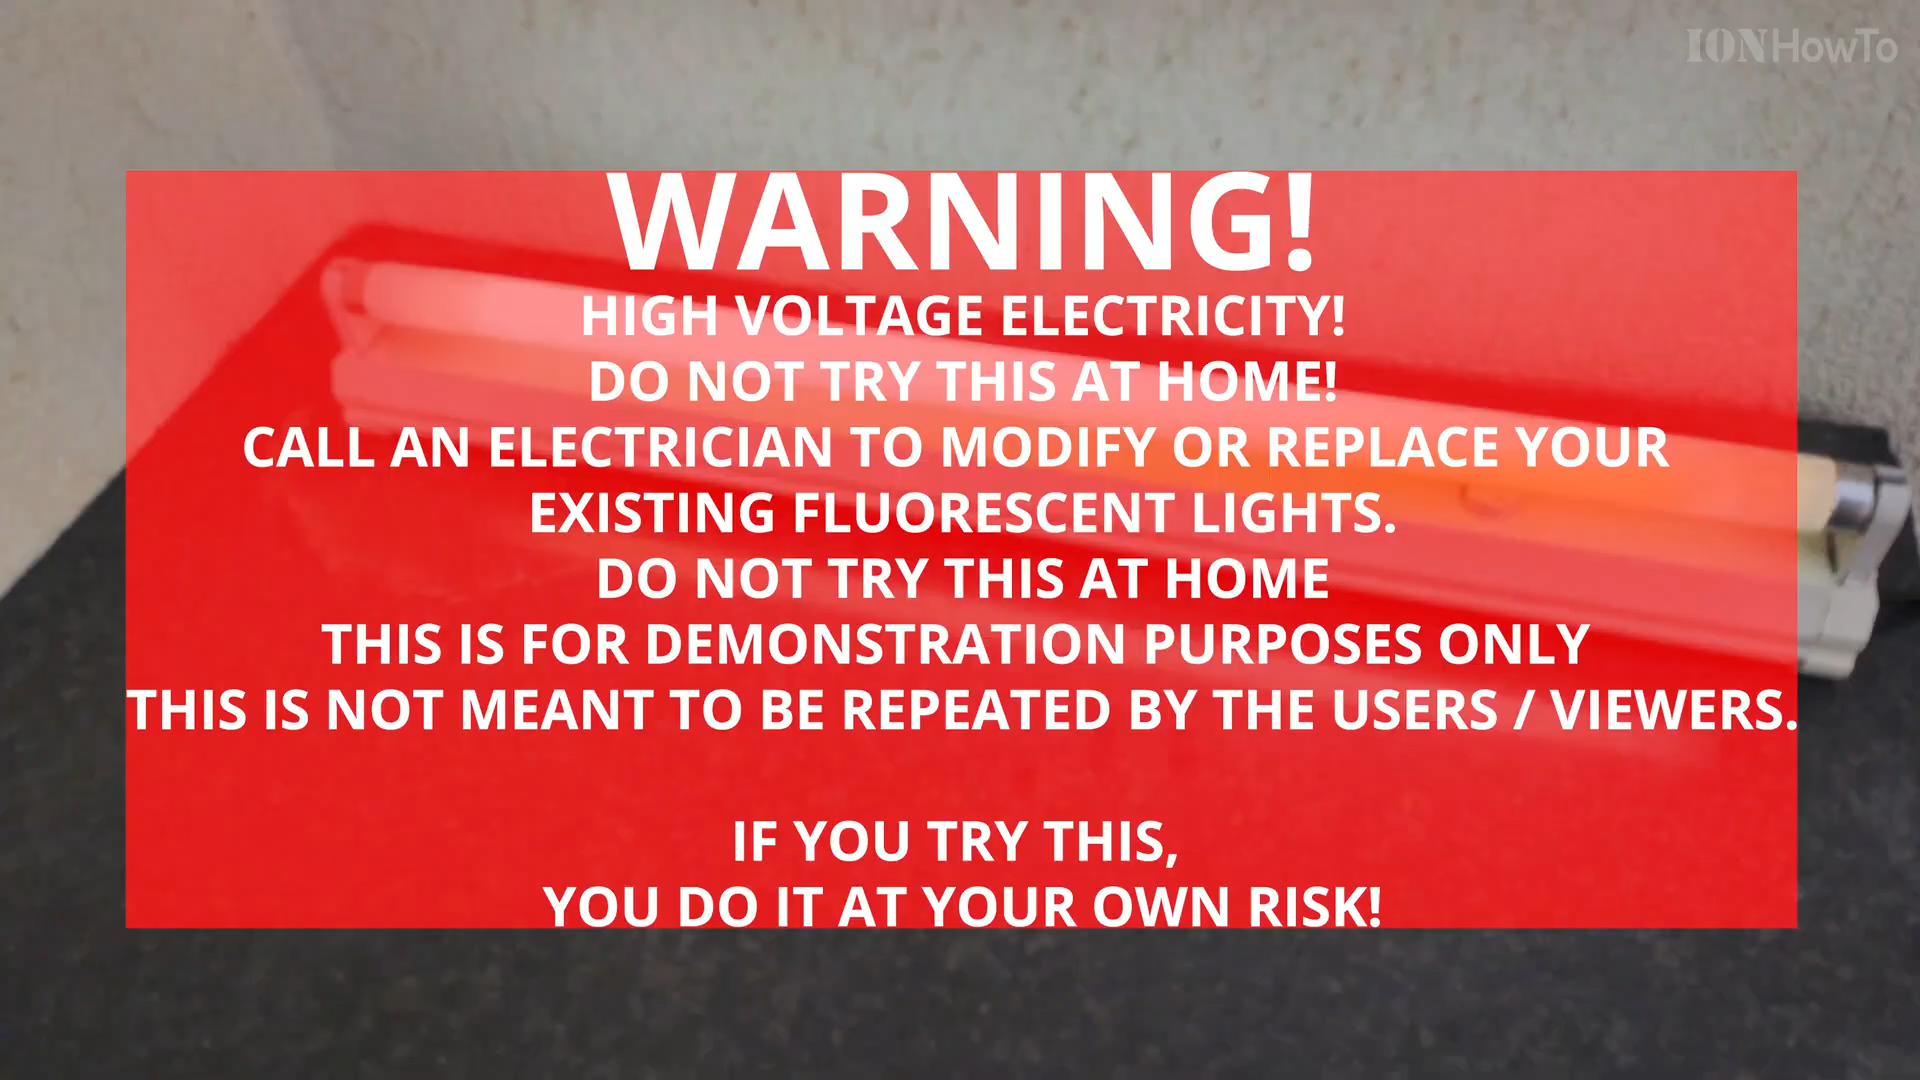 IONHowTo
WARNING!
HIGH VOLTAGE ELECTRICITY!
DO NOT TRY THIS AT HOME!
CALL AN ELECTRICIAN TO MODIFY OR REPLACE YOUR
EXISTING FLUORESCENT LIGHTS.
DO NOT TRY THIS AT HOME
THIS IS FOR DEMONSTRATION PURPOSES ONLY
THIS IS NOT MEANT TO BE REPEATED BY THE USERS / VIEWERS.
IF YOU TRY THIS,
YOU DO IT AT YOUR OWN RISK!